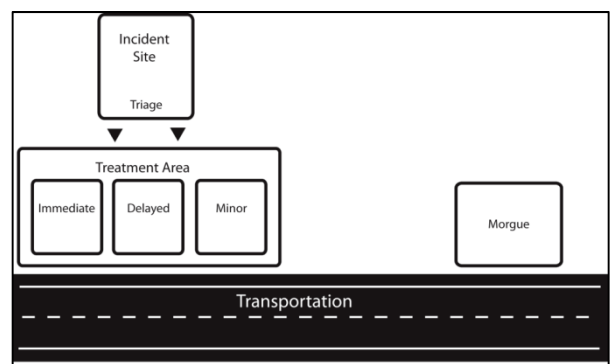 Incident
Site
Triage
Treatment Area
Immediate
Delayed
Minor
Morgue
Transportation